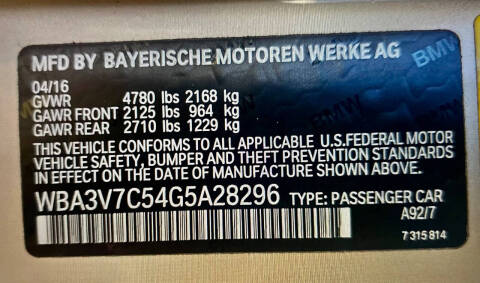 MFD BY BAYERISCHE MOTOREN WERKE AG
04/16
GVWR 4780 lbs 2168 kg
GAWR FRONT 2125 lbs 964 kg
GAWR REAR 2710 lbs 1229 kg
THIS VEHICLE CONFORMS TO ALL APPLICABLE U.S.FEDERAL MOTOR
VEHICLE SAFETY, BUMPER AND THEFT PREVENTION STANDARDS
IN EFFECT ON THE DATE OF MANUFACTURE SHOWN ABOVE.
WBA3V7C54G5A28296 TYPE: PASSENGER CAR
A92/7
7 315 814
BMW
BMW
BMW